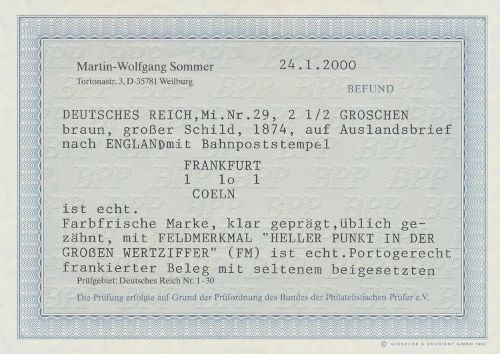 Martin-Wolfgang Sommer 24.1.2000
Tortonastr. 3, D-35781 Weilburg
BEFUND
DEUTSCHES REICH,Mi.Nr.29, 2 1/2 GROSCHEN
braun, großer Schild, 1874, auf Auslandsbrief
nach ENGLANDmit Bahnpoststempel
FRANKFURT
1 1o 1
COELN
ist echt.
Farbfrische Marke, klar geprägt,üblich ge-
zähnt, mit FELDMERKMAL "HELLER PUNKT IN DER
GROßEN WERTZIFFER" (FM) ist echt.Portogerecht
frankierter Beleg mit seltenem beigesetzten
Prüfgebiet: Deutsches Reich Nr. 1-30
Die Prüfung erfolgte auf Grund der Prüfordnung des Bundes der Philatelistischen Prüfer e.V.
© GIESECKE & DEVRIENT GMBH